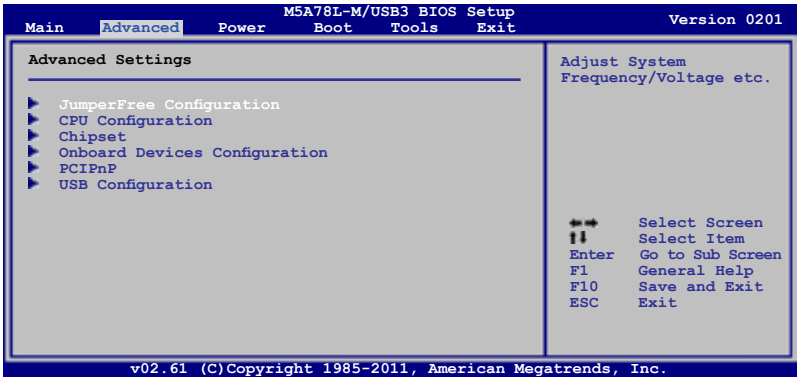 M5A78L-M/USB3 BIOS Setup
Version 0201
Main Advanced Power Boot Tools Exit
Advanced Settings
JumperFree Configuration
CPU Configuration
Chipset
Onboard Devices Configuration
PCIPnP
USB Configuration
Adjust System
Frequency/Voltage etc.
Select Screen
Select Item
Enter Go to Sub Screen
F1 General Help
F10 Save and Exit
ESC Exit
v02.61 (C)Copyright 1985-2011, American Megatrends, Inc.